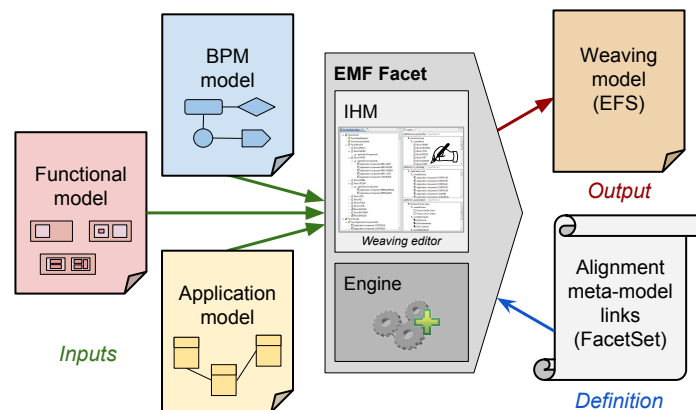 BPM
model
Functional
model
Application
model
Inputs
EMF Facet
IHM
Weaving editor
Engine
Weaving
model
(EFS)
Output
Alignment
meta-model
links
(FacetSet)
Definition